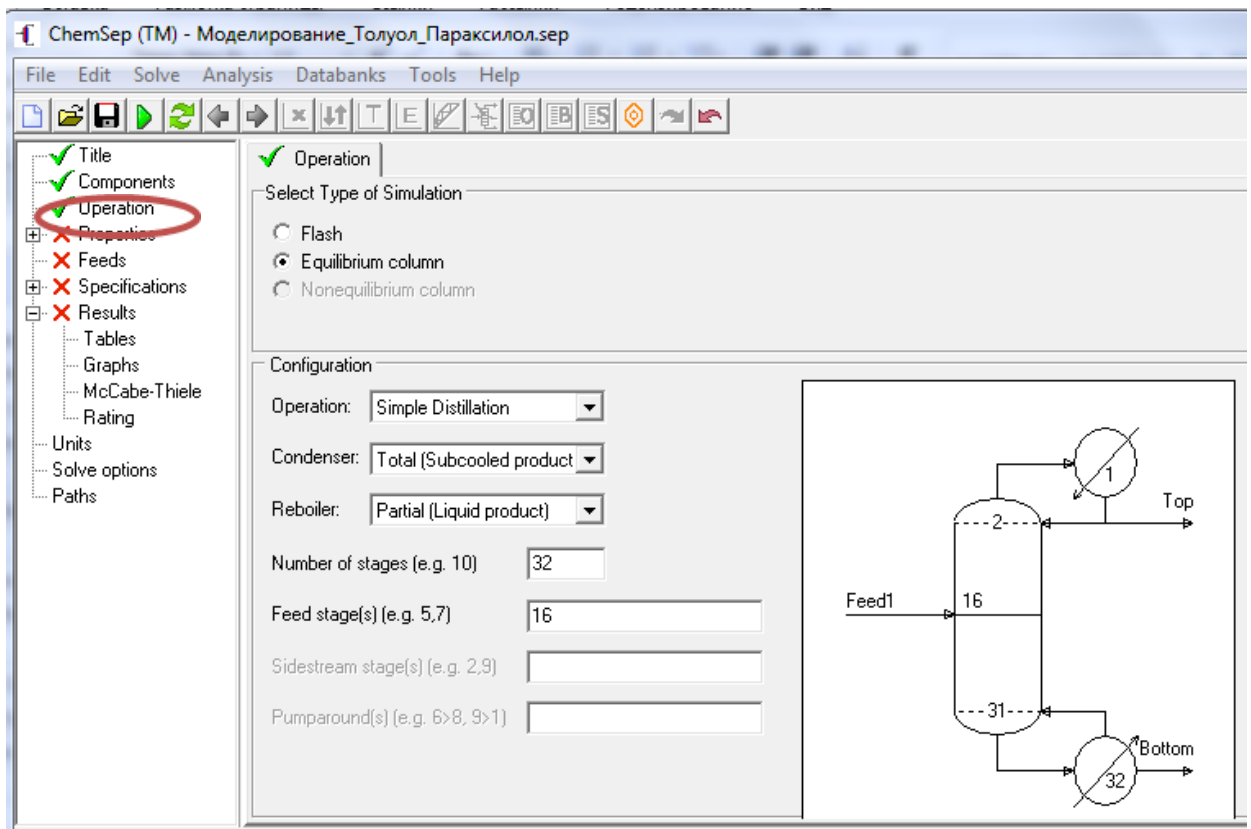 ChemSep (TM) - Моделирование_Толуол_Параксилол.sep
File Edit Solve Analysis Databanks Tools Help
Title
Components
Operation
Properties
Feeds
Specifications
Results
Tables
Graphs
McCabe-Thiele
Rating
Units
Solve options
Paths
Operation
Select Type of Simulation
Flash
Equilibrium column
Nonequilibrium column
Configuration
Operation: Simple Distillation
Condenser: Total (Subcooled product
Reboiler: Partial (Liquid product)
Number of stages (e.g. 10) 32
Feed stage(s) (e.g. 5,7) 16
Sidestream stage(s) (e.g. 2,9)
Pumparound(s) (e.g. 6>8, 9>1)
1
Top
2
Feed1 16
31
Bottom
32